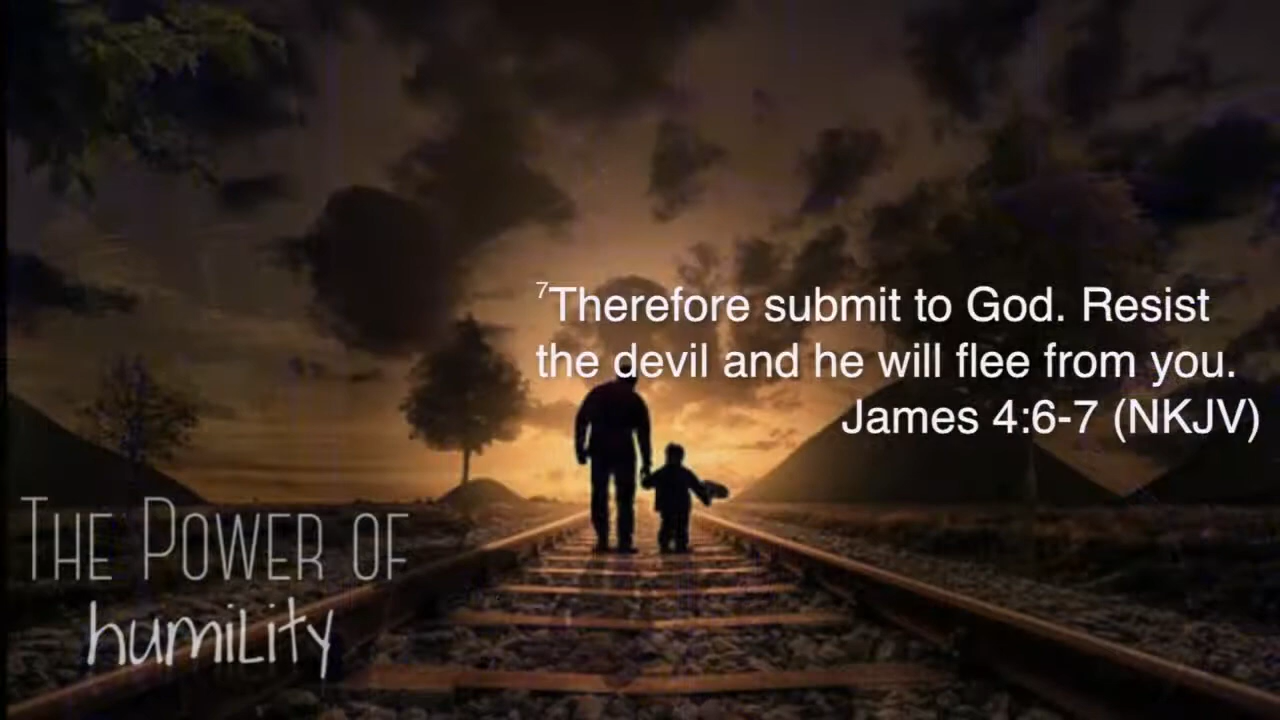 ⁷Therefore submit to God. Resist
the devil and he will flee from you.
James 4:6-7 (NKJV)
THE POWER OF
humiLity